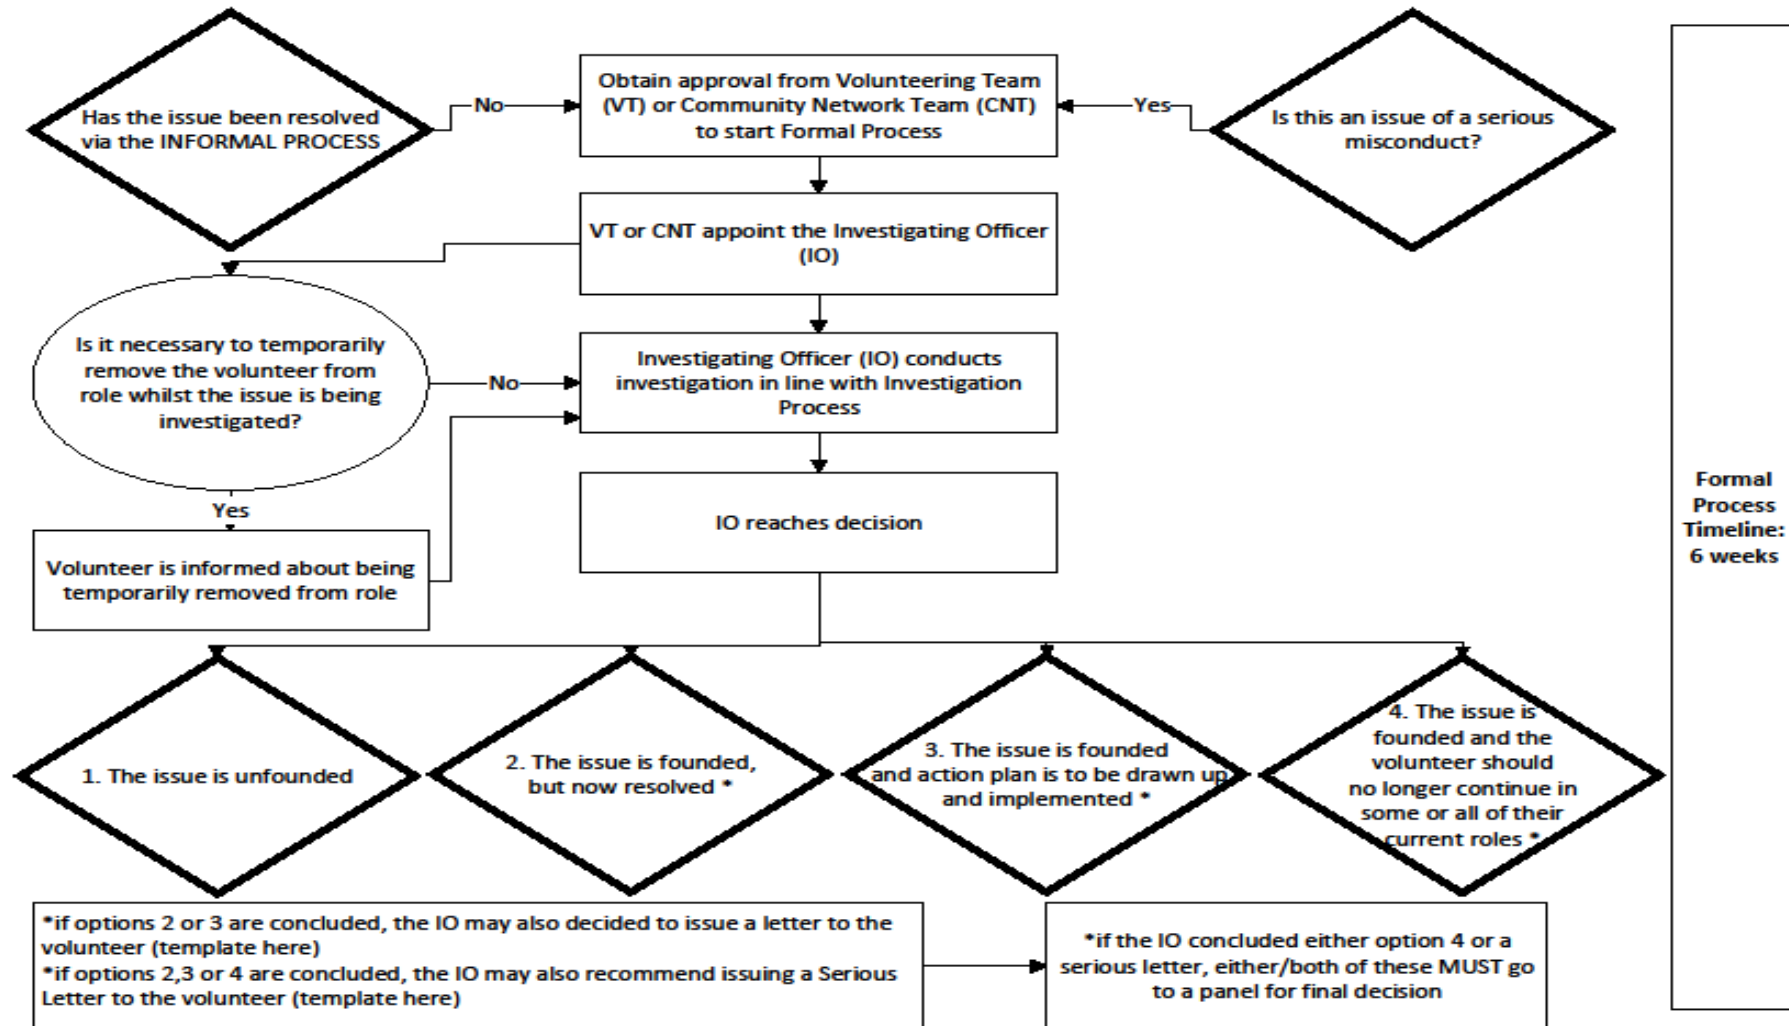 Has the issue been resolved
via the INFORMAL PROCESS
No
Obtain approval from Volunteering Team
(VT) or Community Network Team (CNT)
to start Formal Process
Yes
Is this an issue of a serious
misconduct?
VT or CNT appoint the Investigating Officer
(IO)
Is it necessary to temporarily
remove the volunteer from
role whilst the issue is being
investigated?
No
Investigating Officer (IO) conducts
investigation in line with Investigation
Process
Yes
Volunteer is informed about being
temporarily removed from role
IO reaches decision
Formal
Process
Timeline:
6 weeks
1. The issue is unfounded
2. The issue is founded,
but now resolved *
3. The issue is founded
and action plan is to be drawn up
and implemented *
4. The issue is
founded and the
volunteer should
no longer continue in
some or all of their
current roles *
*if options 2 or 3 are concluded, the IO may also decided to issue a letter to the
volunteer (template here)
*if options 2,3 or 4 are concluded, the IO may also recommend issuing a Serious
Letter to the volunteer (template here)
*if the IO concluded either option 4 or a
serious letter, either/both of these MUST go
to a panel for final decision